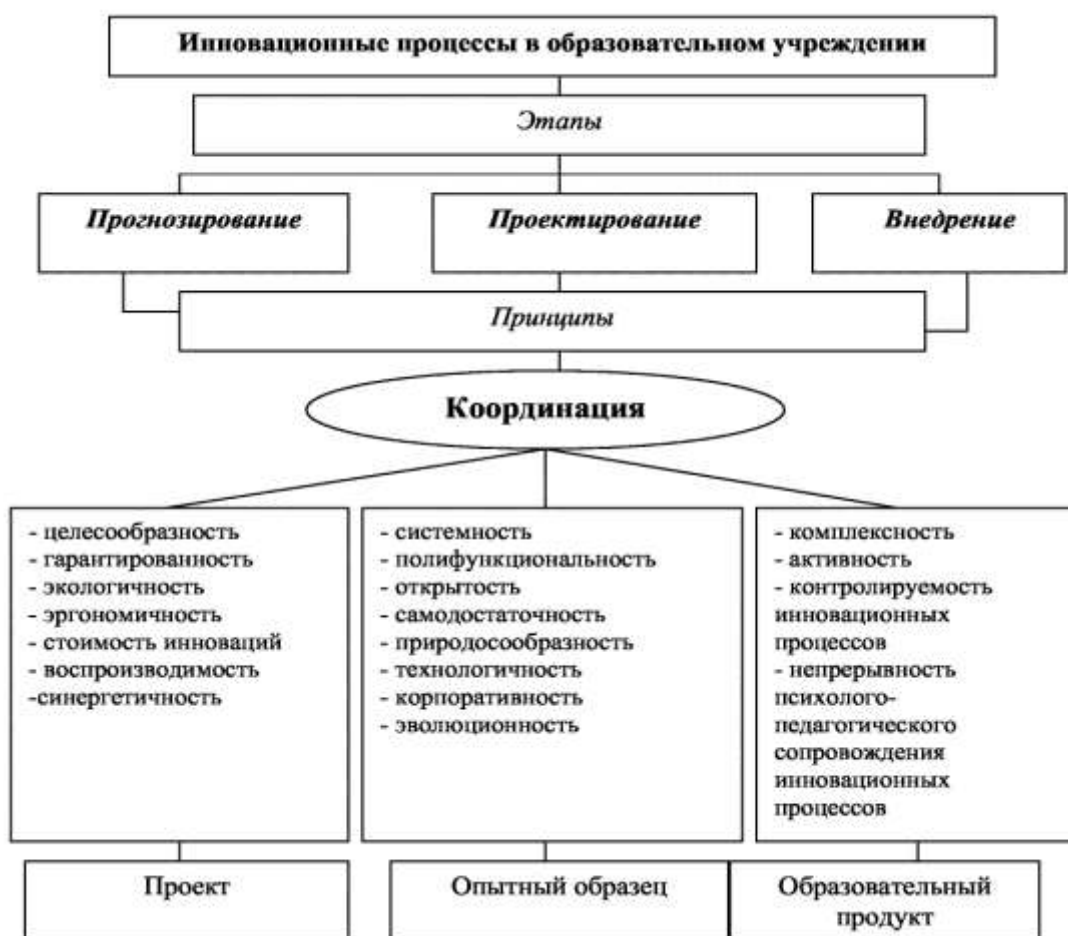 Инновационные процессы в образовательном учреждении
Этапы
Прогнозирование
Проектирование
Внедрение
Принципы
Координация
- целесообразность
- гарантированность
- экологичность
- эргономичность
- стоимость инноваций
- воспроизводимость
-синергетичность
- системность
- полифункциональность
- открытость
- самодостаточность
- природосообразность
- технологичность
- корпоративность
- эволюционность
- комплексность
- активность
- контролируемость
инновационных
процессов
- непрерывность
психолого-
педагогического
сопровождения
инновационных
процессов
Проект
Опытный образец
Образовательный
продукт